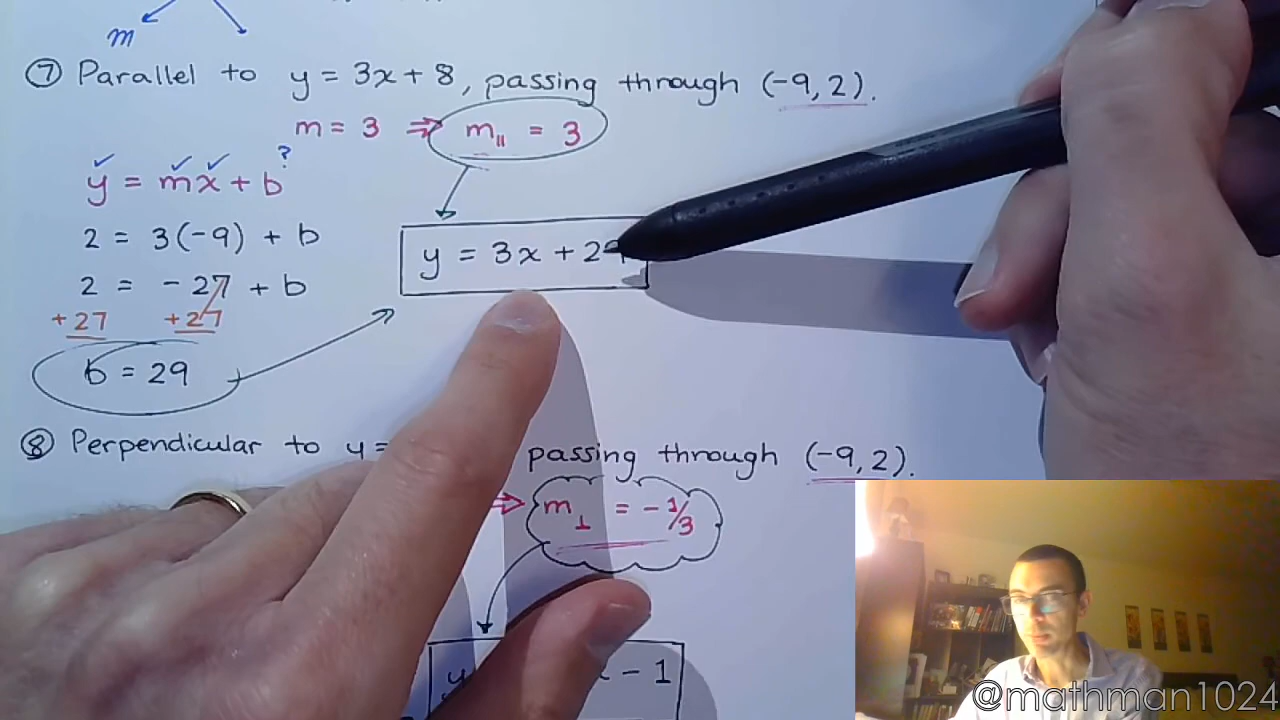 m
⑦ Parallel to y = 3x + 8, passing through (-9, 2).
m = 3 ⇒ m∥ = 3
?
✓ ✓ ✓
y = mx + b
2 = 3(-9) + b
y = 3x + 29
2 = -27 + b
+27 +27
b = 29
⑧ Perpendicular to y = passing through (-9, 2).
⇒ m⊥ = -1/3
y - 1
@mathman1024